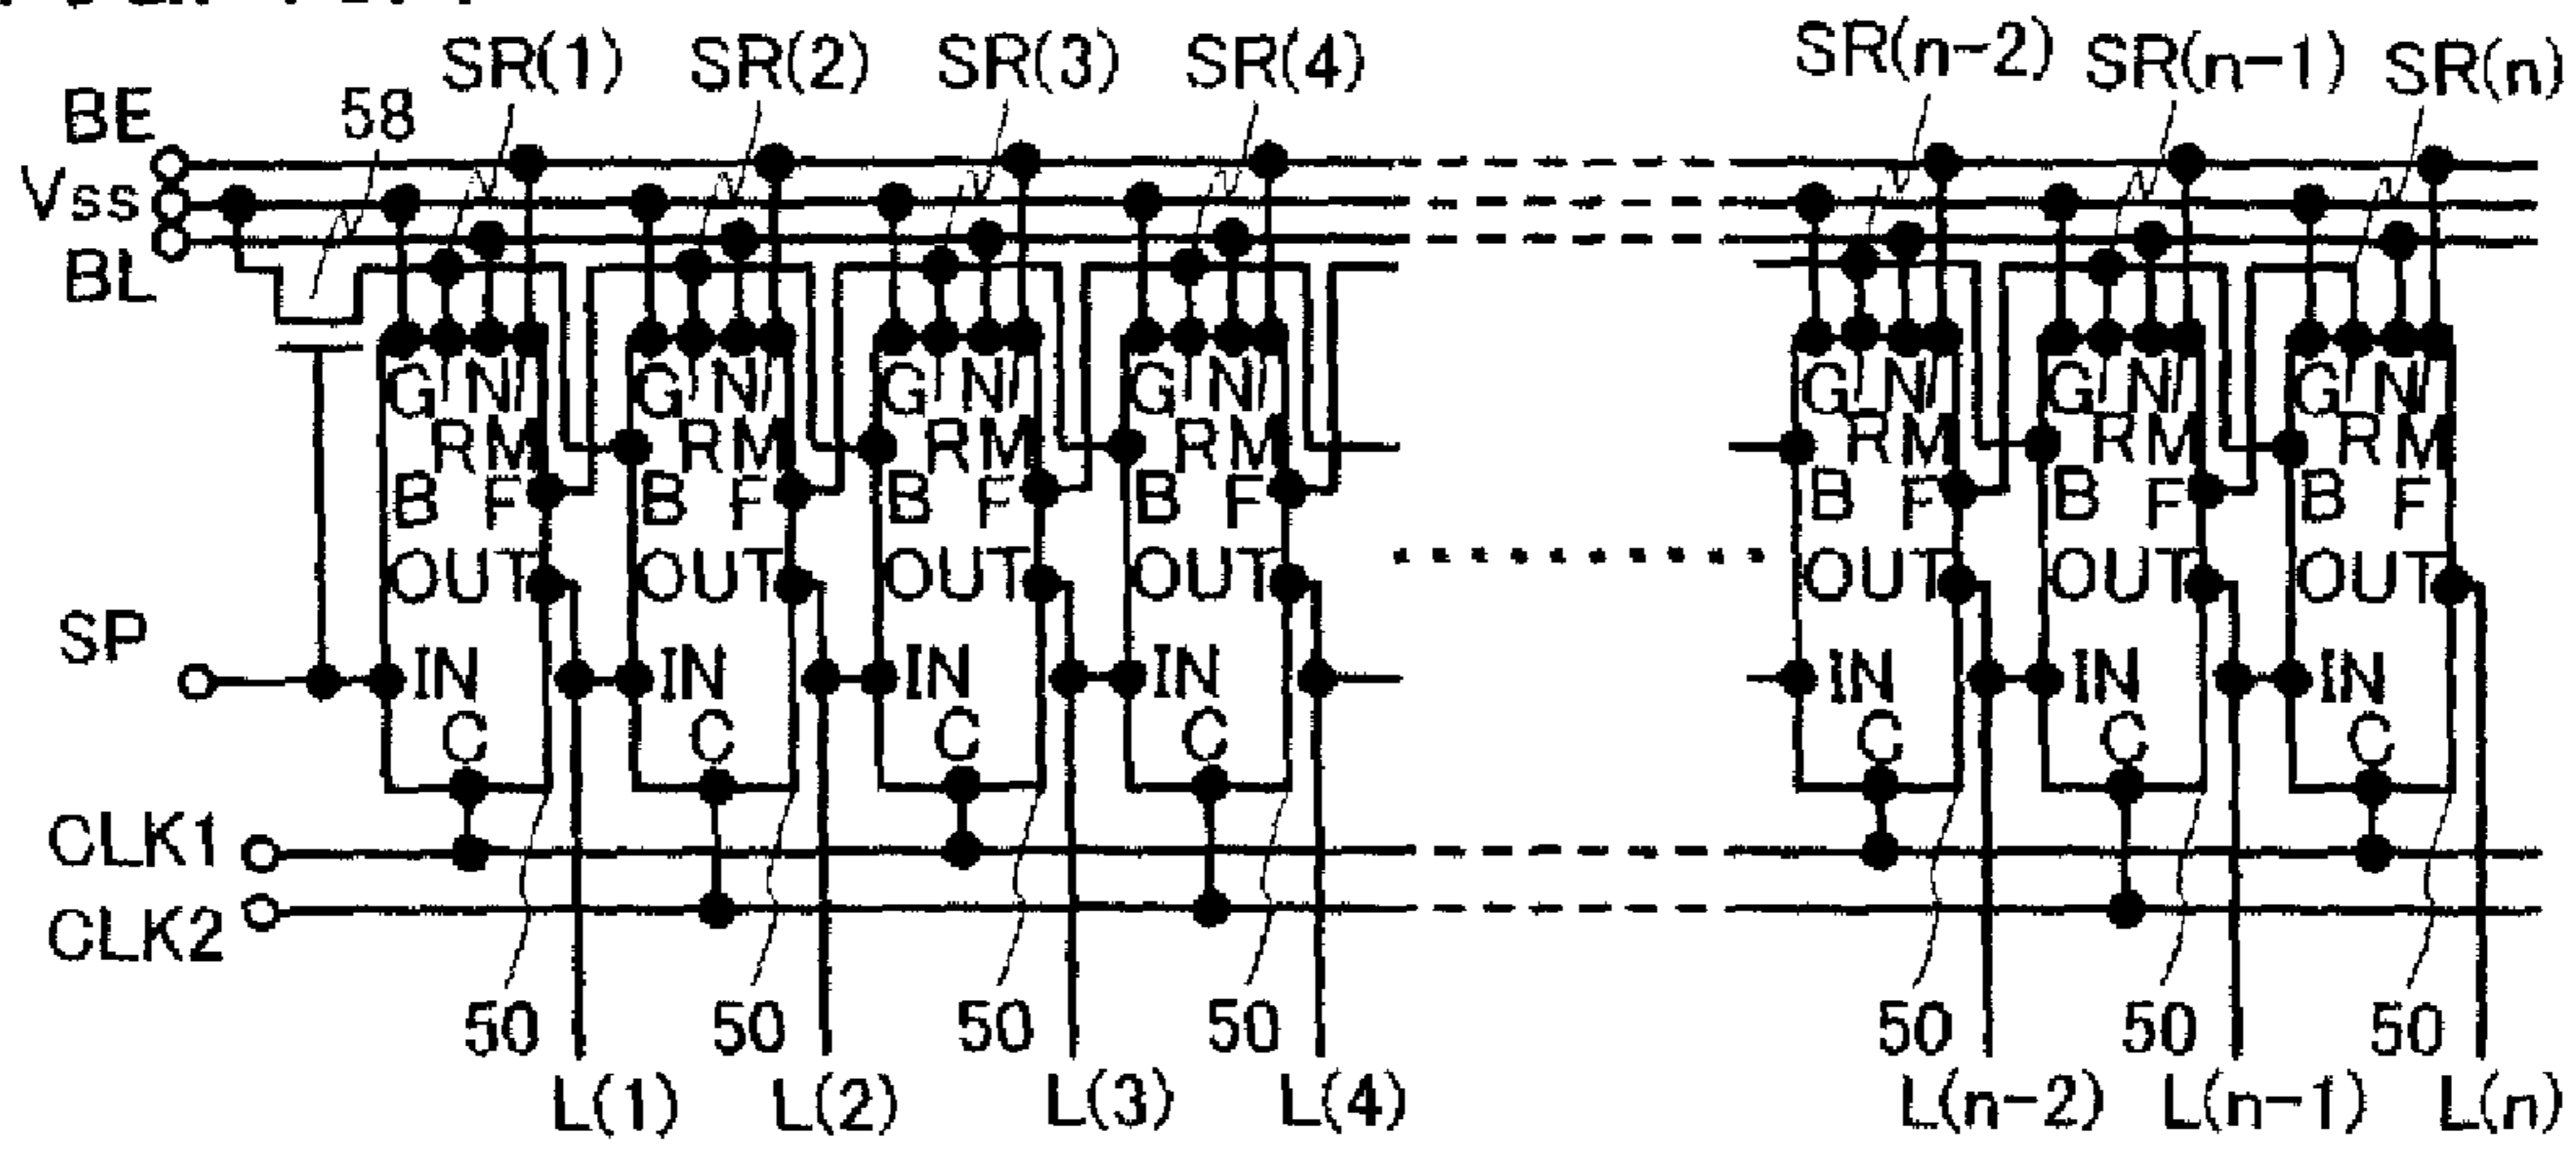 SR(1) SR(2) SR(3) SR(4) SR(n-2) SR(n-1) SR(n)
BE 58
Vss
BL
G N G N G N G N G N G N G N
R M R M R M R M R M R M R M
B F B F B F B F B F B F B F
OUT OUT OUT OUT OUT OUT OUT
SP IN IN IN IN IN IN IN
C C C C C C C
CLK1
CLK2
50 50 50 50 50 50 50
L(1) L(2) L(3) L(4) L(n-2) L(n-1) L(n)